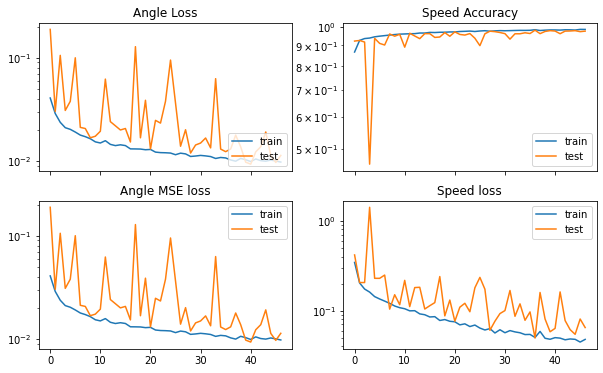 Angle Loss
10⁻¹
10⁻²
train
test
Speed Accuracy
10⁰
9 × 10⁻¹
8 × 10⁻¹
7 × 10⁻¹
6 × 10⁻¹
5 × 10⁻¹
train
test
Angle MSE loss
10⁻¹
10⁻²
0 10 20 30 40
train
test
Speed loss
10⁰
10⁻¹
0 10 20 30 40
train
test